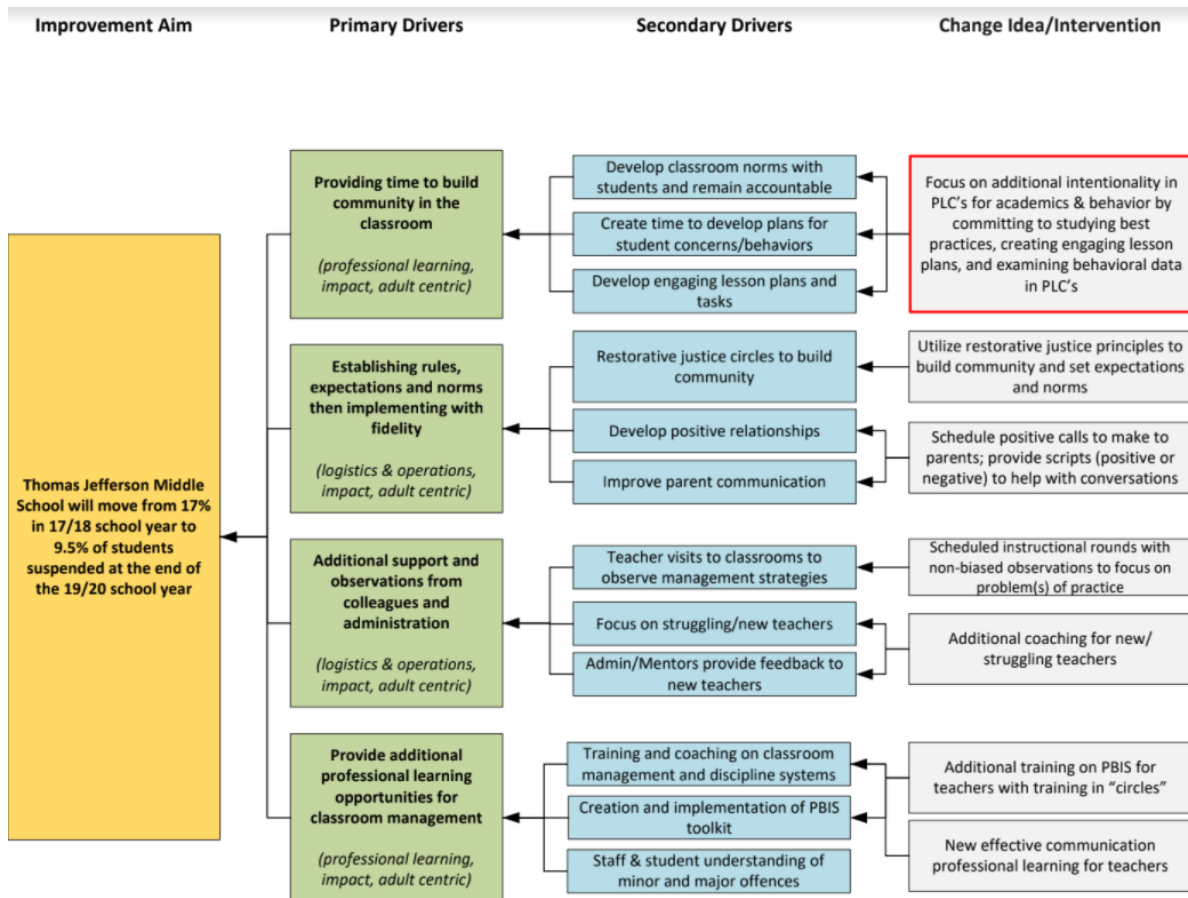 Improvement Aim
Primary Drivers
Secondary Drivers
Change Idea/Intervention
Thomas Jefferson Middle
School will move from 17%
in 17/18 school year to
9.5% of students
suspended at the end of
the 19/20 school year
Providing time to build
community in the
classroom
(professional learning,
impact, adult centric)
Develop classroom norms with
students and remain accountable
Create time to develop plans for
student concerns/behaviors
Develop engaging lesson plans and
tasks
Focus on additional intentionality in
PLC's for academics & behavior by
committing to studying best
practices, creating engaging lesson
plans, and examining behavioral data
in PLC's
Establishing rules,
expectations and norms
then implementing with
fidelity
(logistics & operations,
impact, adult centric)
Restorative justice circles to build
community
Develop positive relationships
Improve parent communication
Utilize restorative justice principles to
build community and set expectations
and norms
Schedule positive calls to make to
parents; provide scripts (positive or
negative) to help with conversations
Additional support and
observations from
colleagues and
administration
(logistics & operations,
impact, adult centric)
Teacher visits to classrooms to
observe management strategies
Focus on struggling/new teachers
Admin/Mentors provide feedback to
new teachers
Scheduled instructional rounds with
non-biased observations to focus on
problem(s) of practice
Additional coaching for new/
struggling teachers
Provide additional
professional learning
opportunities for
classroom management
(professional learning,
impact, adult centric)
Training and coaching on classroom
management and discipline systems
Creation and implementation of PBIS
toolkit
Staff & student understanding of
minor and major offences
Additional training on PBIS for
teachers with training in "circles"
New effective communication
professional learning for teachers